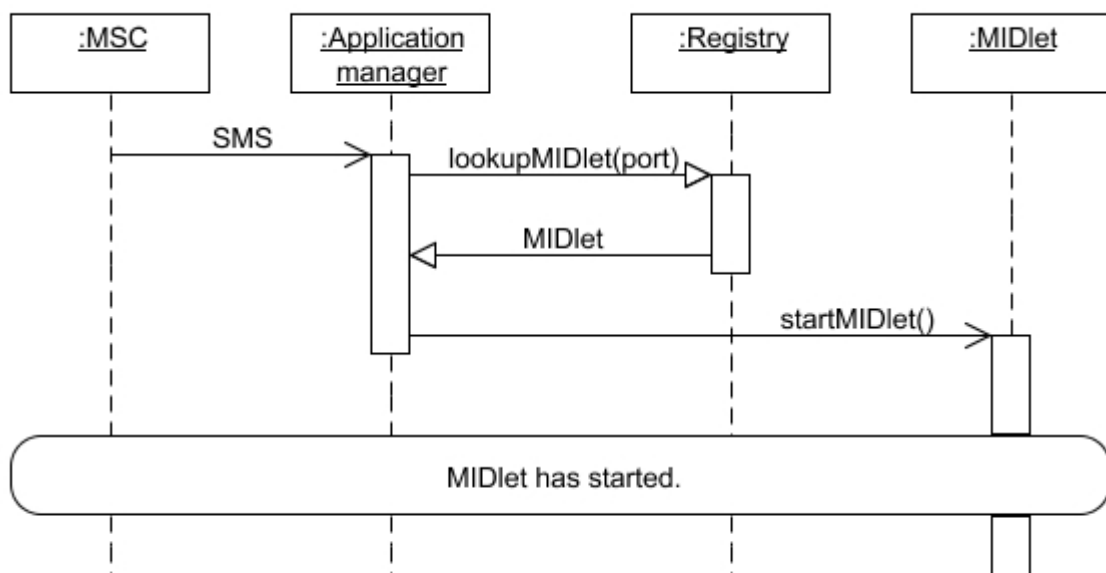 :MSC
:Application
manager
:Registry
:MIDlet
SMS
lookupMIDlet(port)
MIDlet
startMIDlet()
MIDlet has started.